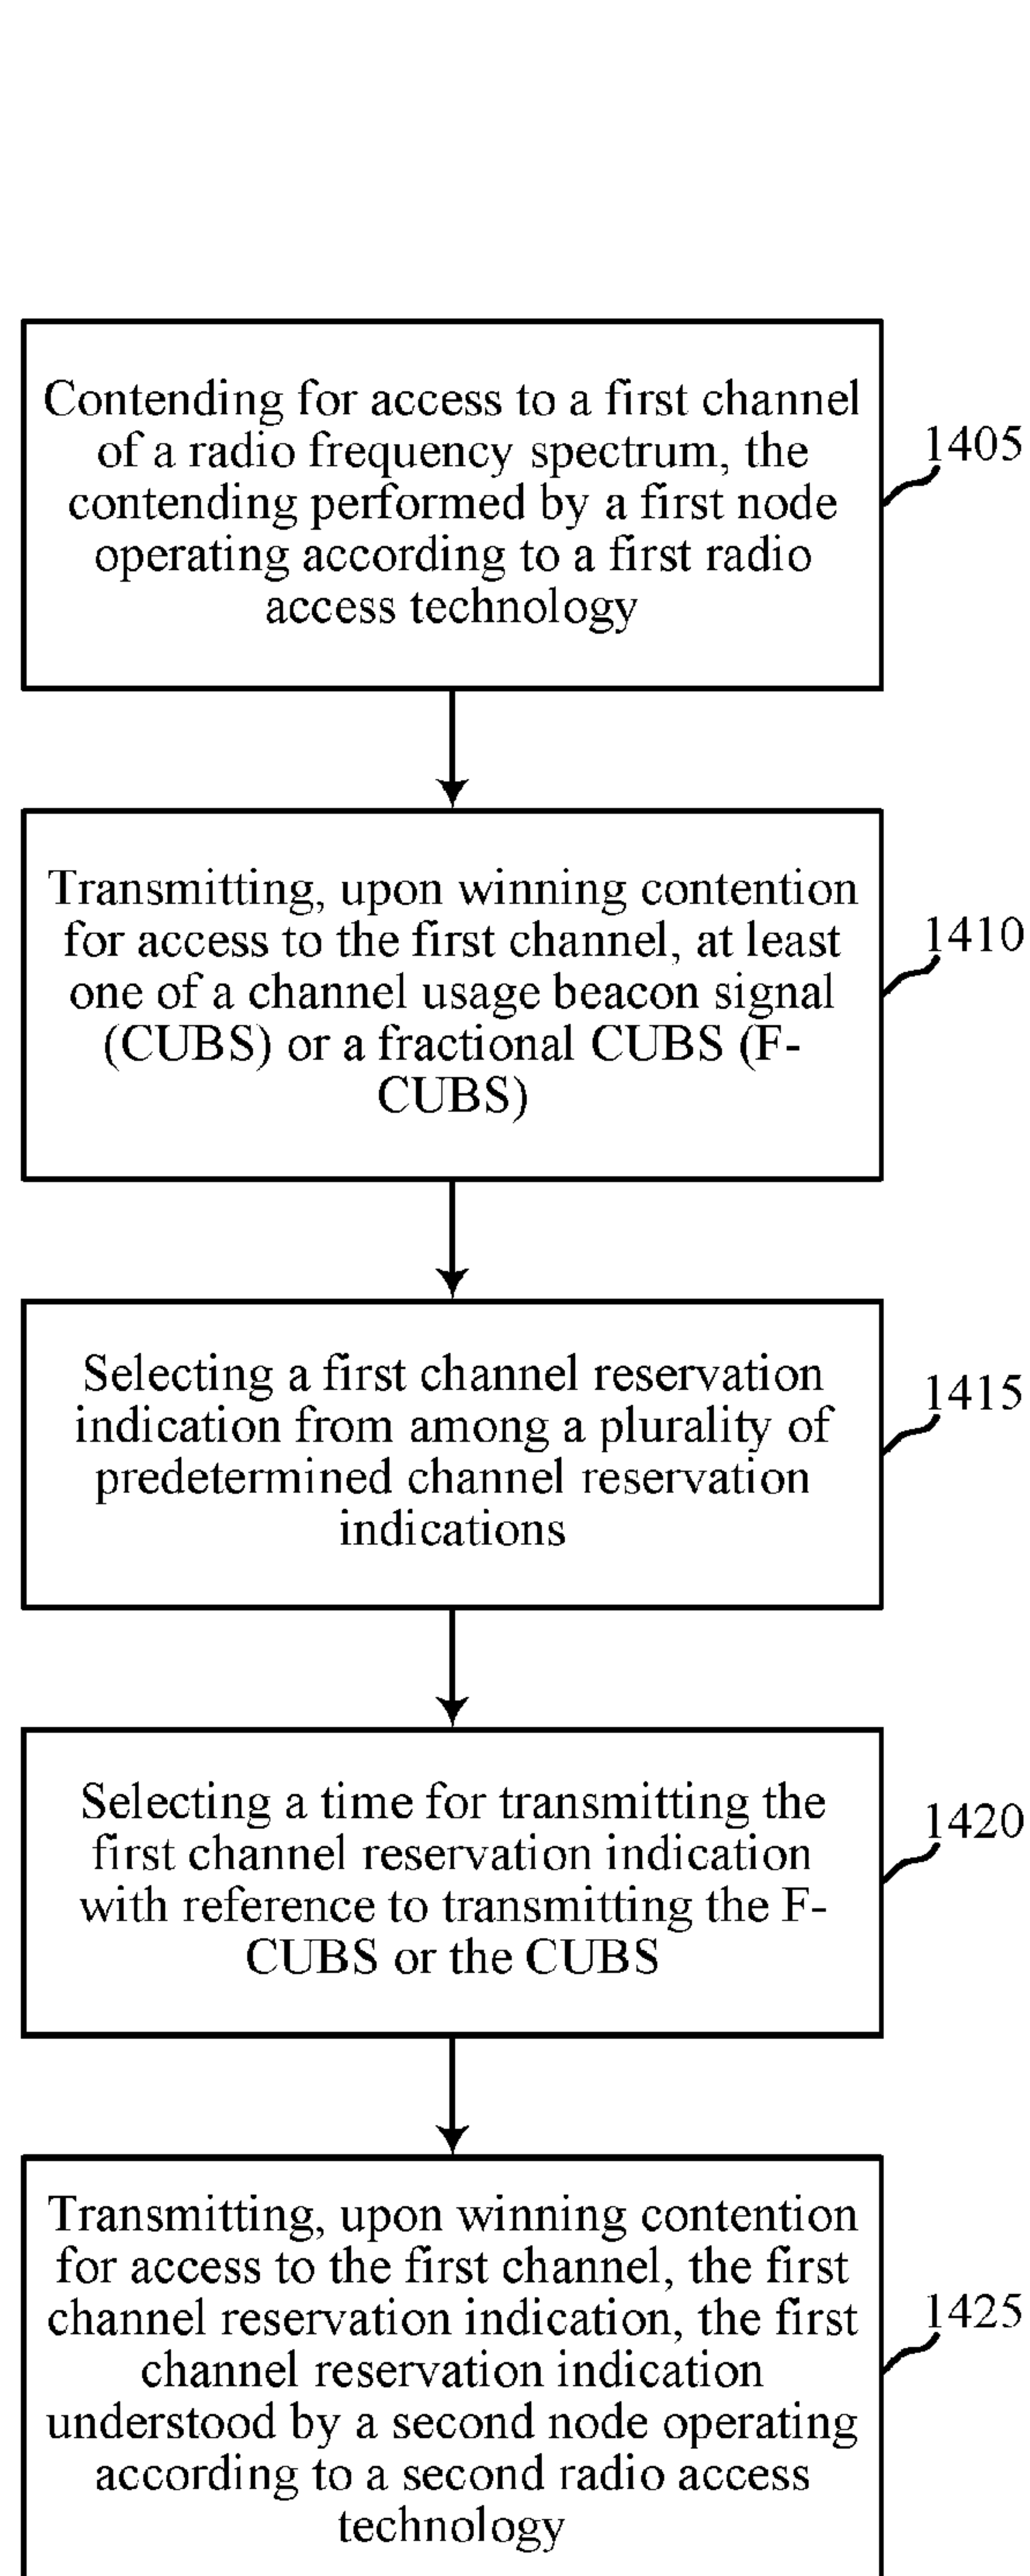 Contending for access to a first channel
of a radio frequency spectrum, the
contending performed by a first node
operating according to a first radio
access technology
1405
Transmitting, upon winning contention
for access to the first channel, at least
one of a channel usage beacon signal
(CUBS) or a fractional CUBS (F-
CUBS)
1410
Selecting a first channel reservation
indication from among a plurality of
predetermined channel reservation
indications
1415
Selecting a time for transmitting the
first channel reservation indication
with reference to transmitting the F-
CUBS or the CUBS
1420
Transmitting, upon winning contention
for access to the first channel, the first
channel reservation indication, the first
channel reservation indication
understood by a second node operating
according to a second radio access
technology
1425